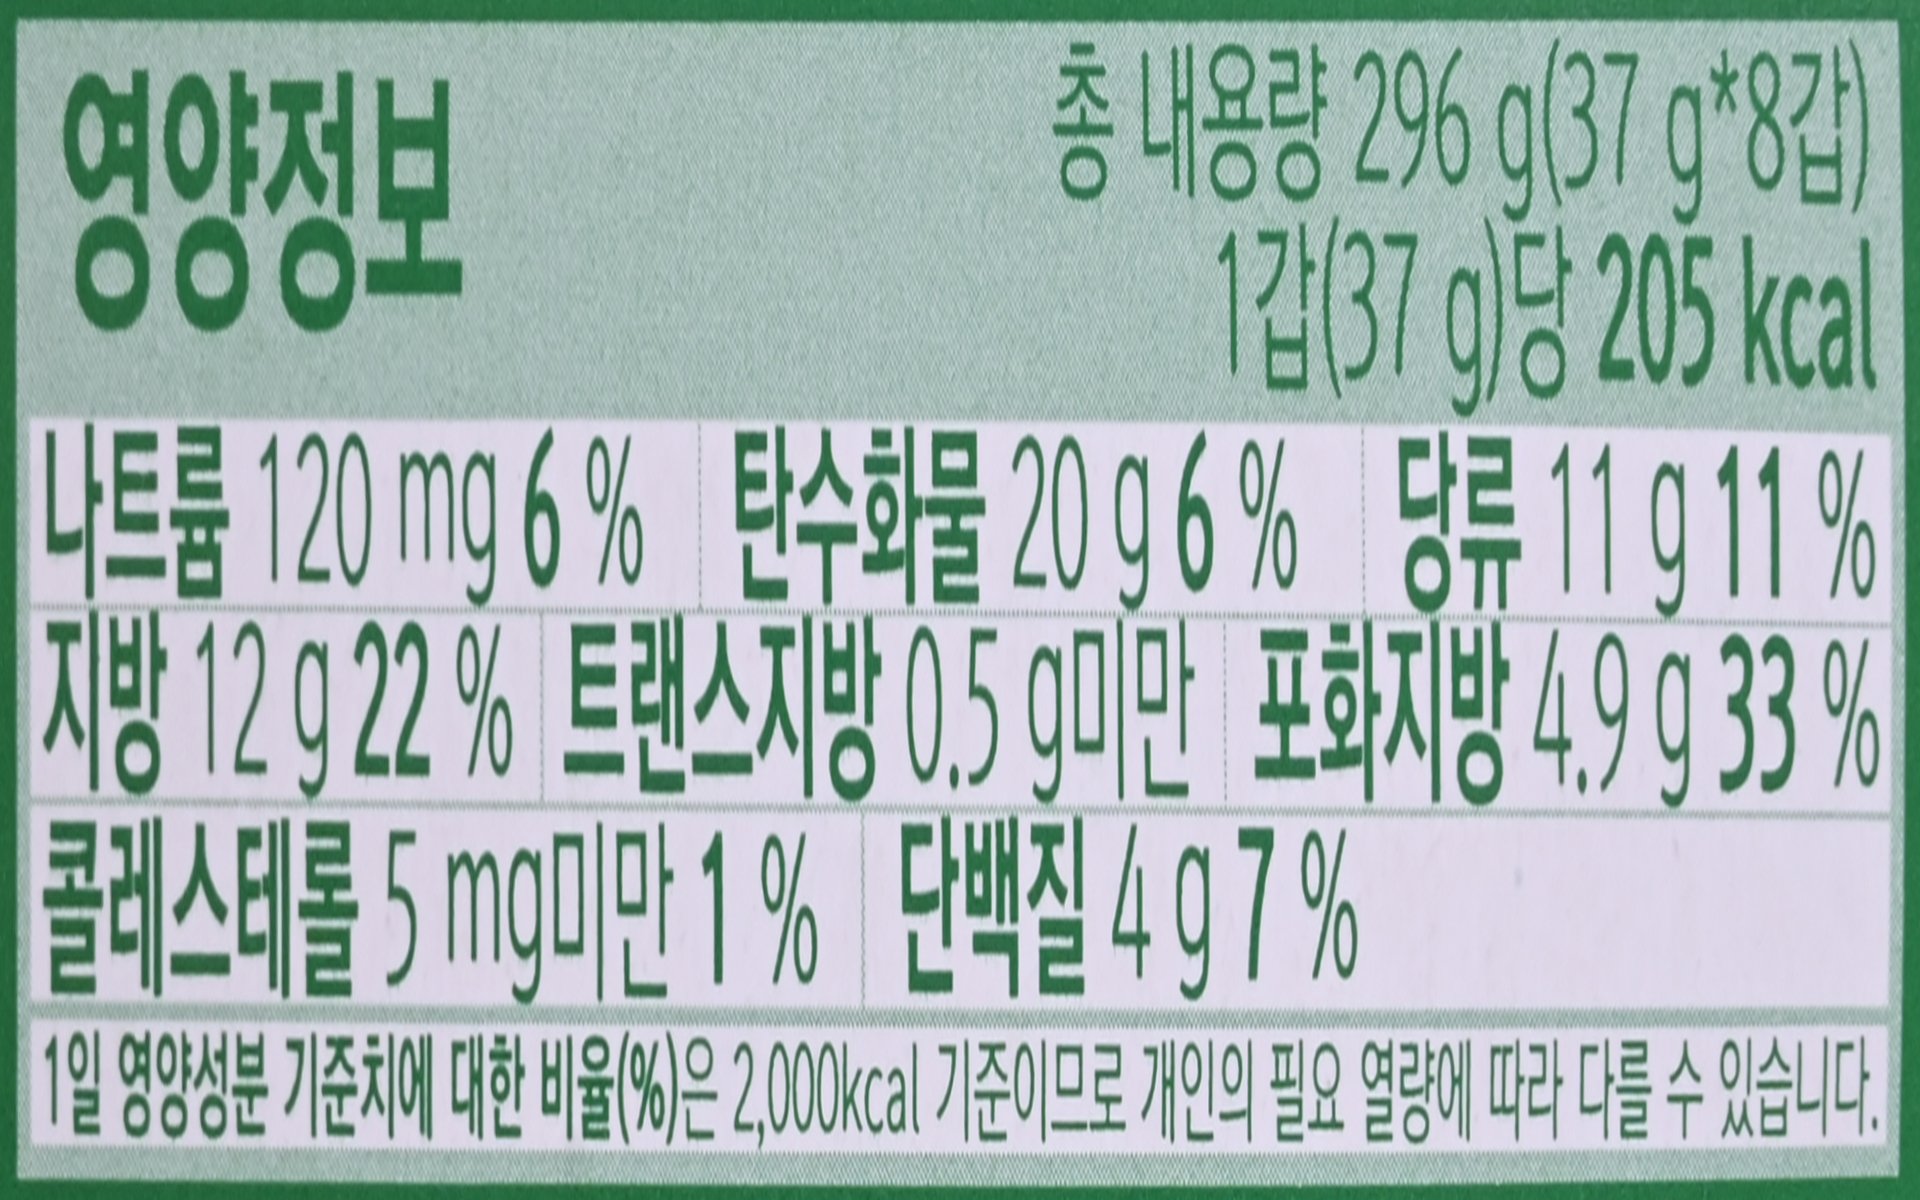 영양정보
총 내용량 296 g(37 g*8갑)
1갑(37 g)당 205 kcal
나트륨 120 mg 6 % 탄수화물 20 g 6 % 당류 11 g 11 %
지방 12 g 22 % 트랜스지방 0.5 g미만 포화지방 4.9 g 33 %
콜레스테롤 5 mg미만 1 % 단백질 4 g 7 %
1일 영양성분 기준치에 대한 비율(%)은 2,000kcal 기준이므로 개인의 필요 열량에 따라 다를 수 있습니다.